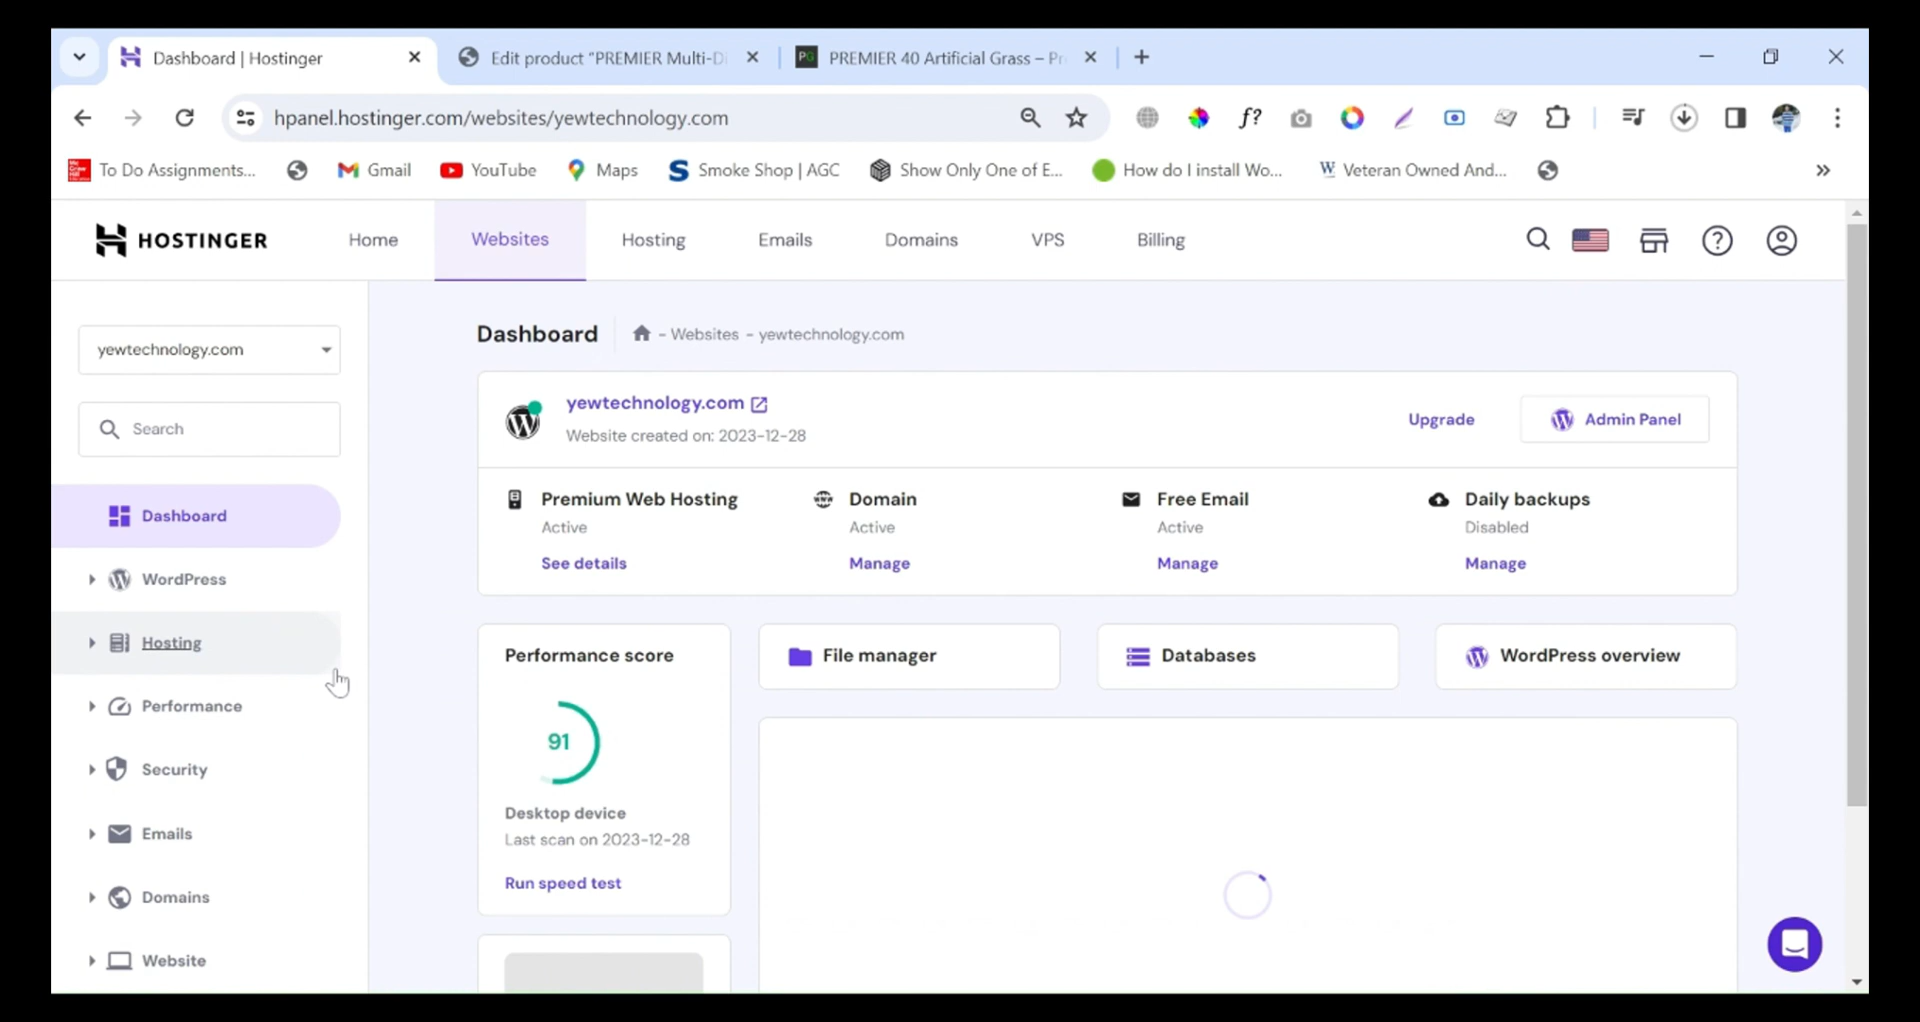 Dashboard | Hostinger
Edit product “PREMIER Multi-Di
PREMIER 40 Artificial Grass – Pr
hpanel.hostinger.com/websites/yewtechnology.com
f?
To Do Assignments...
Gmail
YouTube
Maps
Smoke Shop | AGC
Show Only One of E...
How do I install Wo...
Veteran Owned And...
HOSTINGER
Home
Websites
Hosting
Emails
Domains
VPS
Billing
yewtechnology.com
Search
Dashboard
WordPress
Hosting
Performance
Security
Emails
Domains
Website
Dashboard
- Websites - yewtechnology.com
yewtechnology.com
Website created on: 2023-12-28
Upgrade
Admin Panel
Premium Web Hosting
Active
See details
Domain
Active
Manage
Free Email
Active
Manage
Daily backups
Disabled
Manage
Performance score
91
Desktop device
Last scan on 2023-12-28
Run speed test
File manager
Databases
WordPress overview